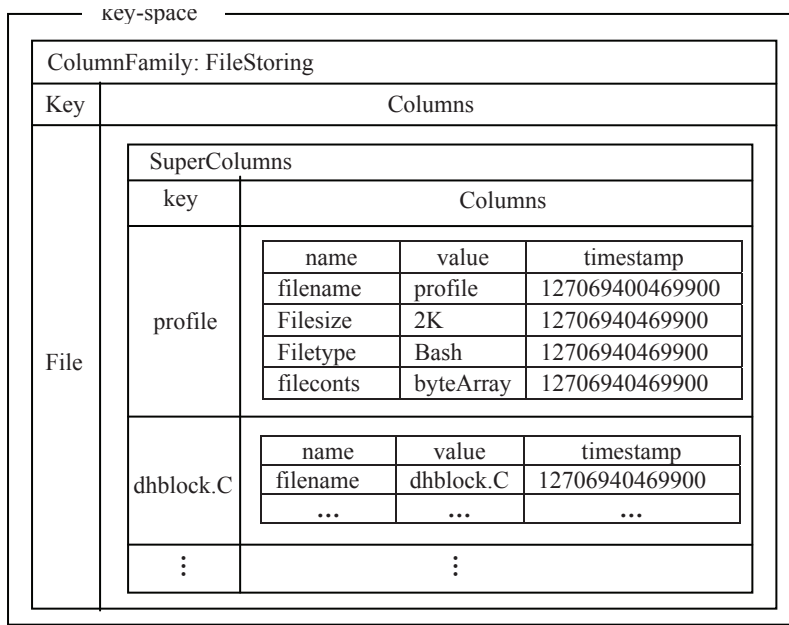 key-space
ColumnFamily: FileStoring
Key Columns
SuperColumns
key Columns
name value timestamp
filename profile 127069400469900
Filesize 2K 12706940469900
Filetype Bash 12706940469900
fileconts byteArray 12706940469900
profile
File
name value timestamp
filename dhblock.C 12706940469900
... ... ...
dhblock.C
⋮ ⋮